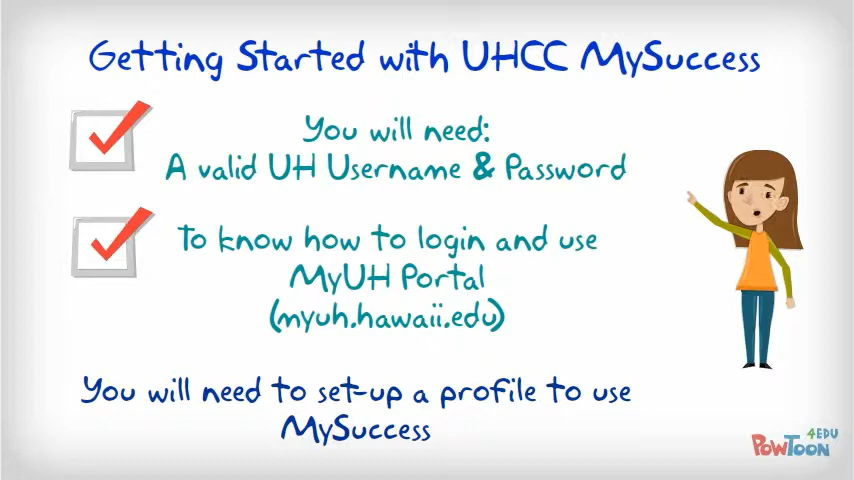 Getting Started with UHCC MySuccess
You will need:
A valid UH Username & Password
To know how to login and use
MyUH Portal
(myuh.hawaii.edu)
You will need to set-up a profile to use
MySuccess
4EDU
POWTOON